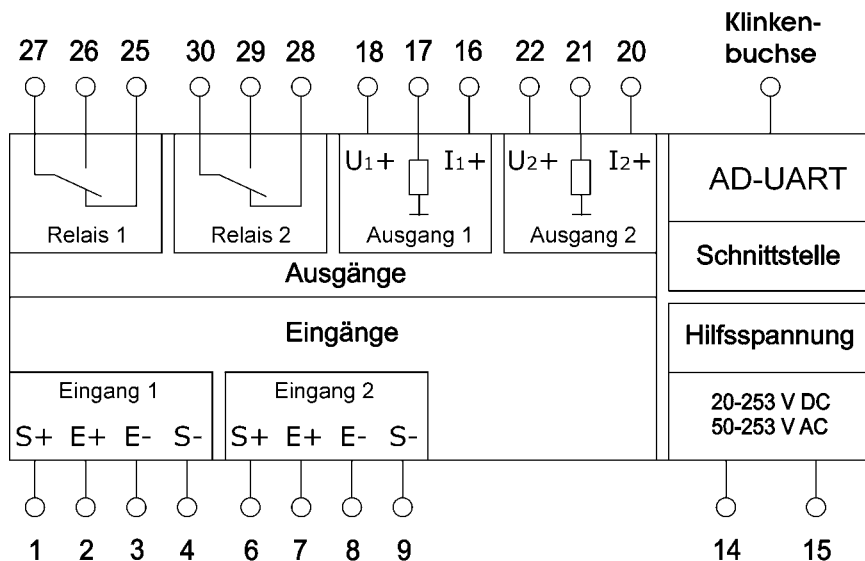 Klinken-
buchse
27 26 25 30 29 28 18 17 16 22 21 20
U1+ I1+ U2+ I2+
AD-UART
Relais 1 Relais 2 Ausgang 1 Ausgang 2
Schnittstelle
Ausgänge
Eingänge
Hilfsspannung
Eingang 1 Eingang 2
20-253 V DC
50-253 V AC
S+ E+ E- S- S+ E+ E- S-
1 2 3 4 6 7 8 9 14 15